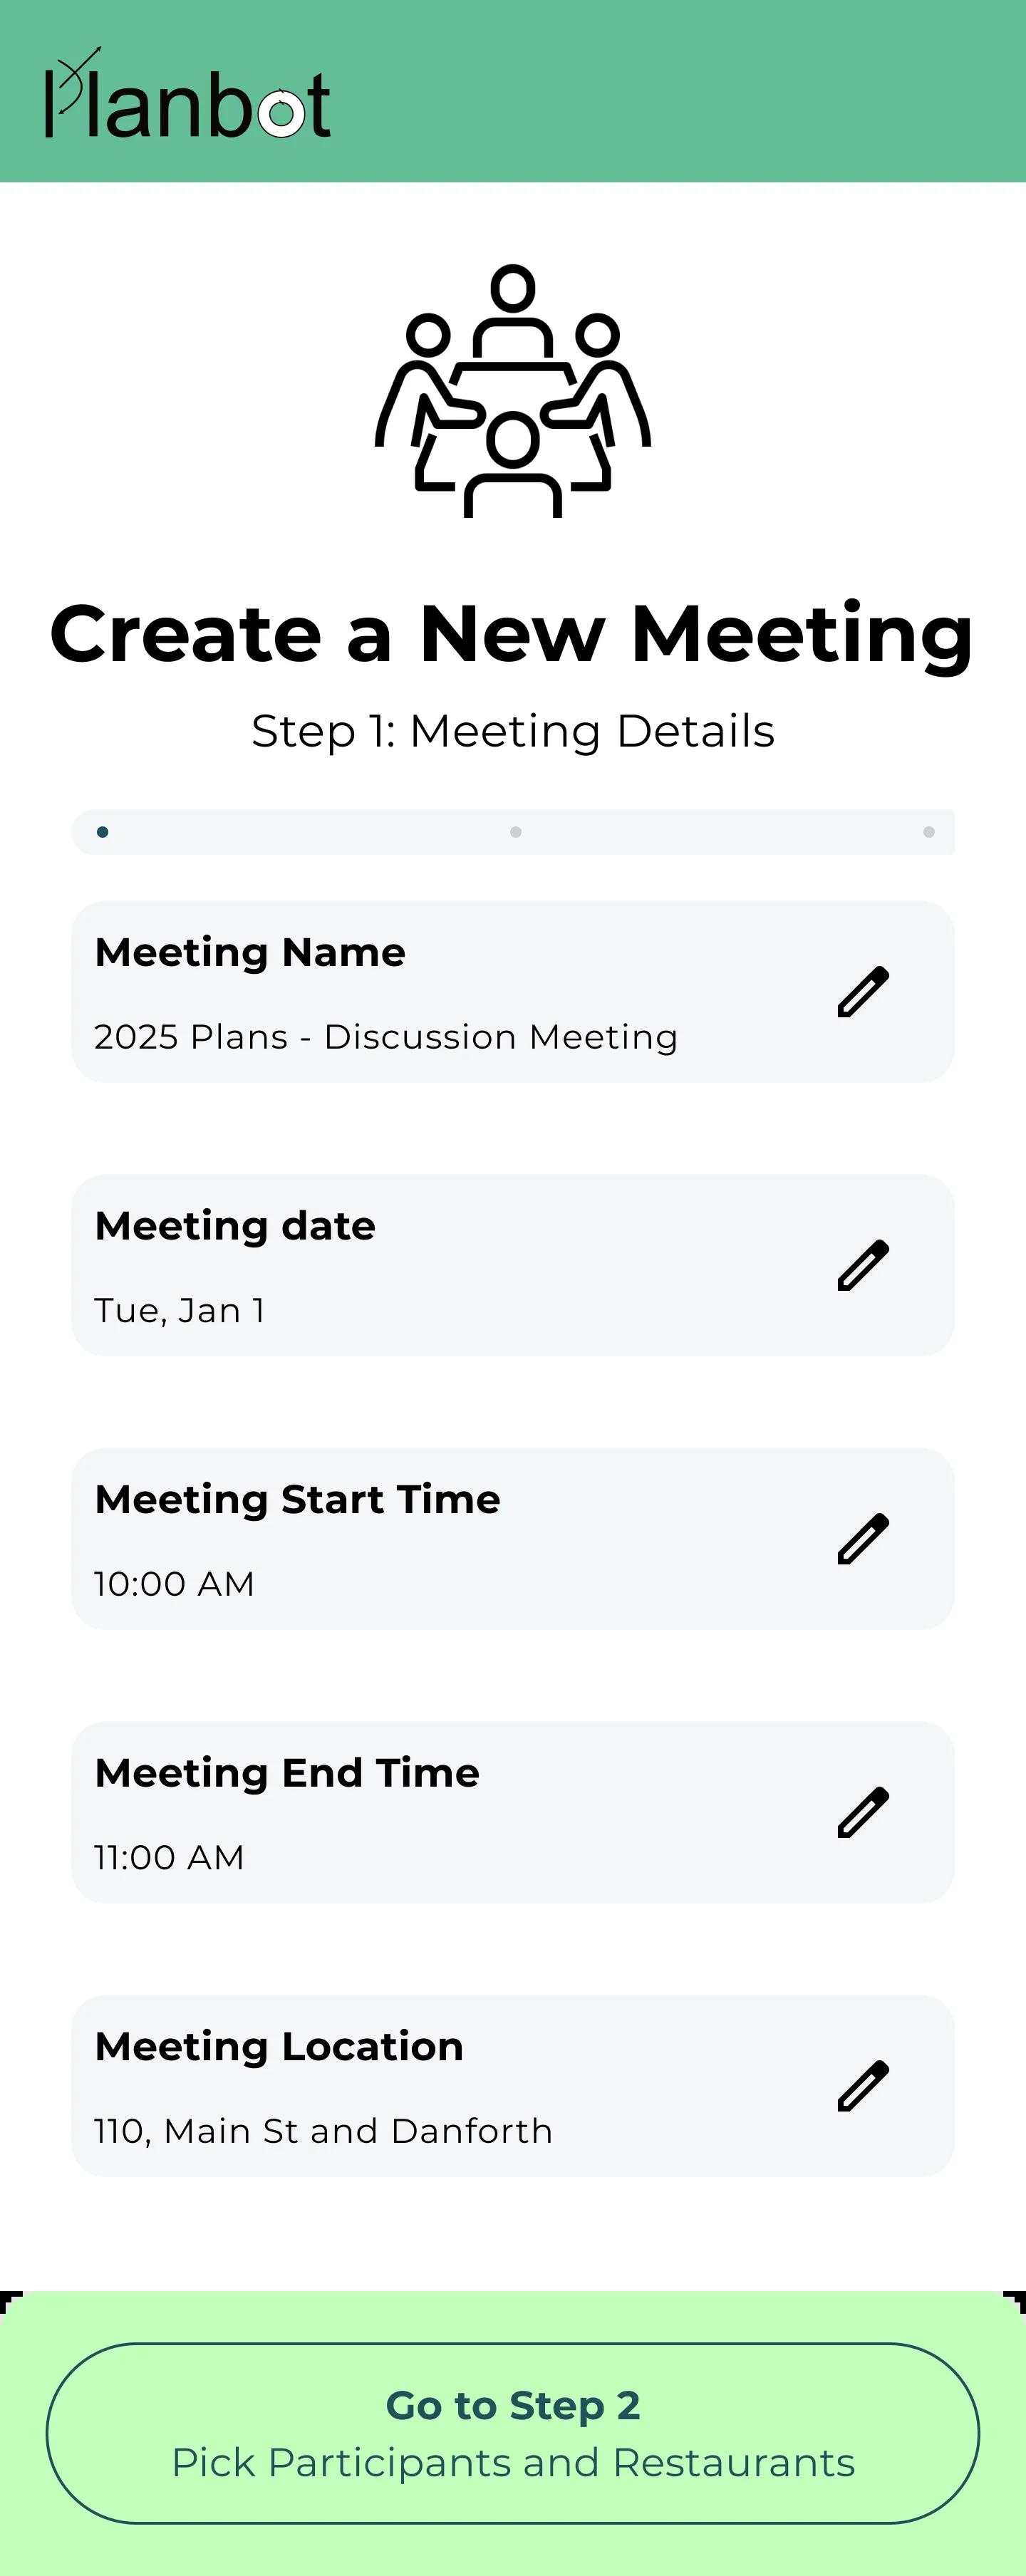 Planbot
Create a New Meeting
Step 1: Meeting Details
Meeting Name
2025 Plans - Discussion Meeting
Meeting date
Tue, Jan 1
Meeting Start Time
10:00 AM
Meeting End Time
11:00 AM
Meeting Location
110, Main St and Danforth
Go to Step 2
Pick Participants and Restaurants